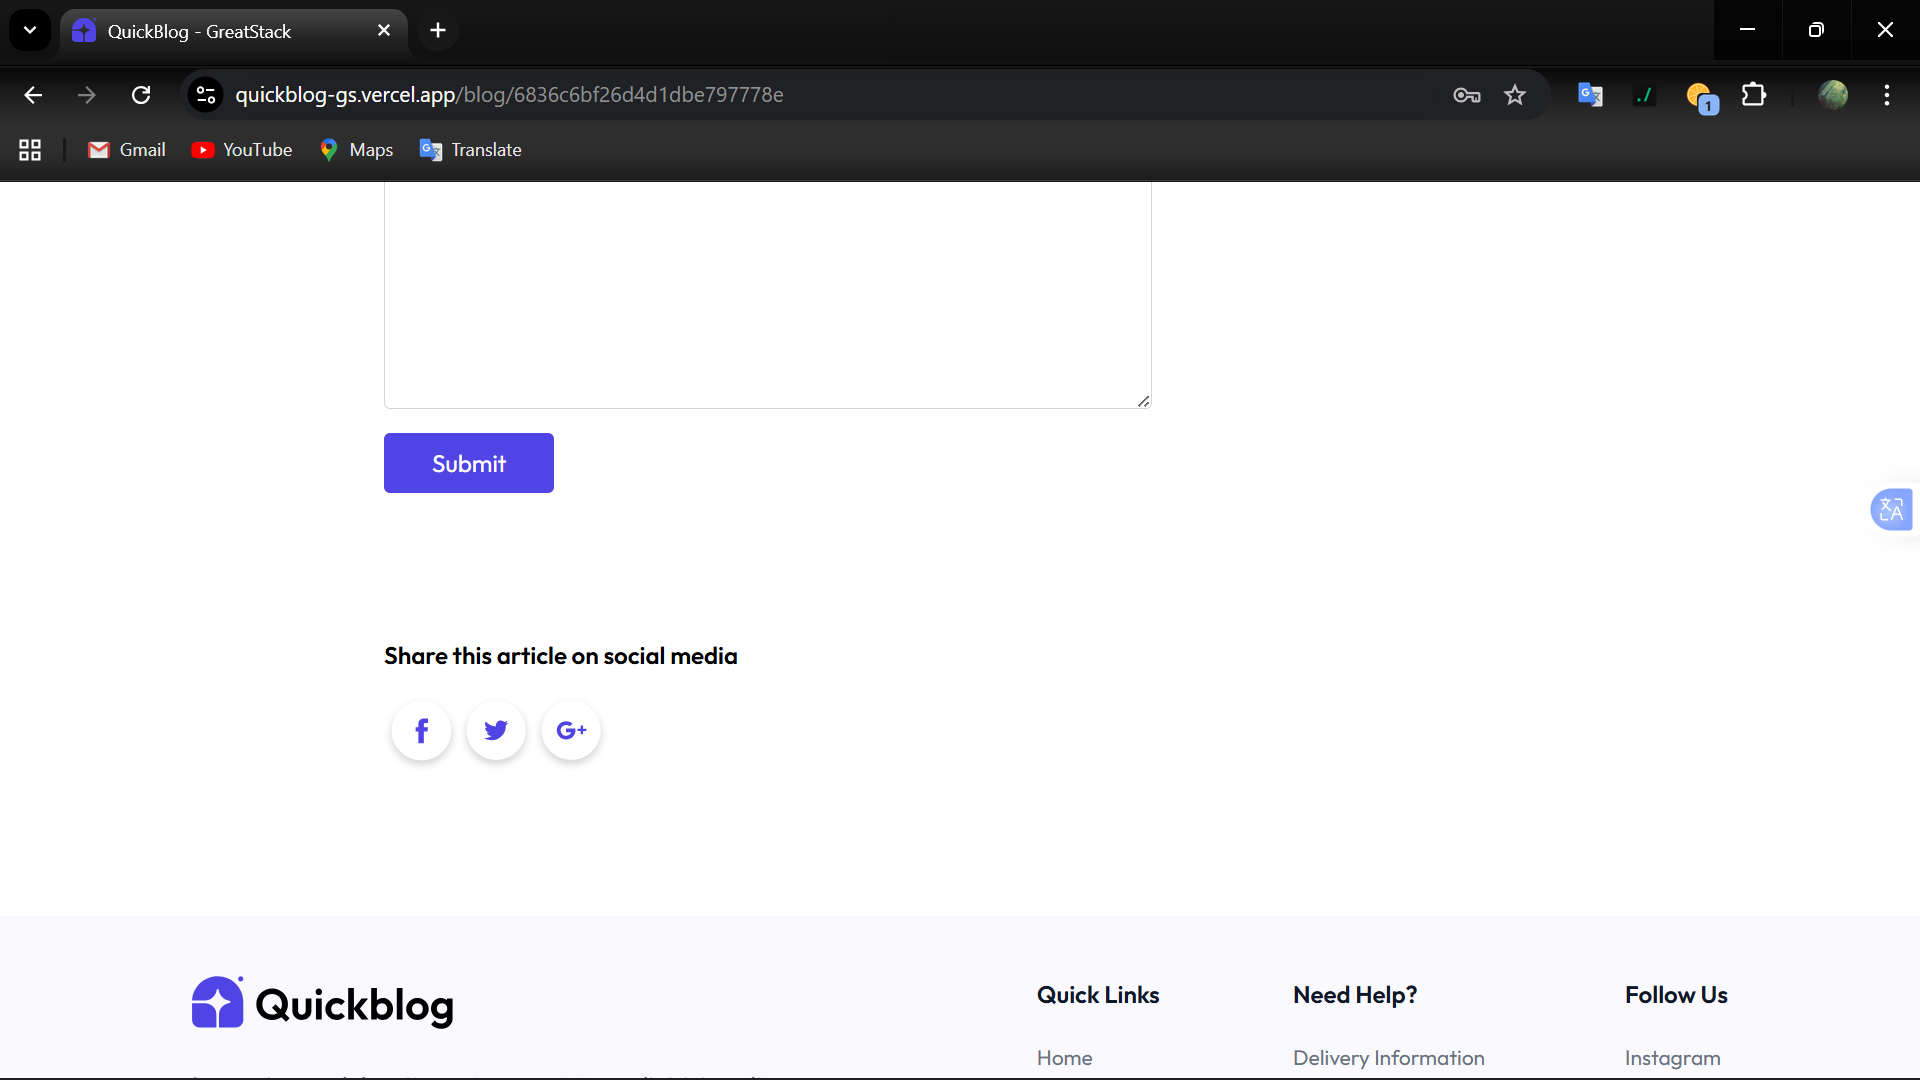 QuickBlog - GreatStack
quickblog-gs.vercel.app/blog/6836c6bf26d4d1dbe797778e
1
Gmail
YouTube
Maps
Translate
Submit
Share this article on social media
Quickblog
Quick Links
Need Help?
Follow Us
Home
Delivery Information
Instagram